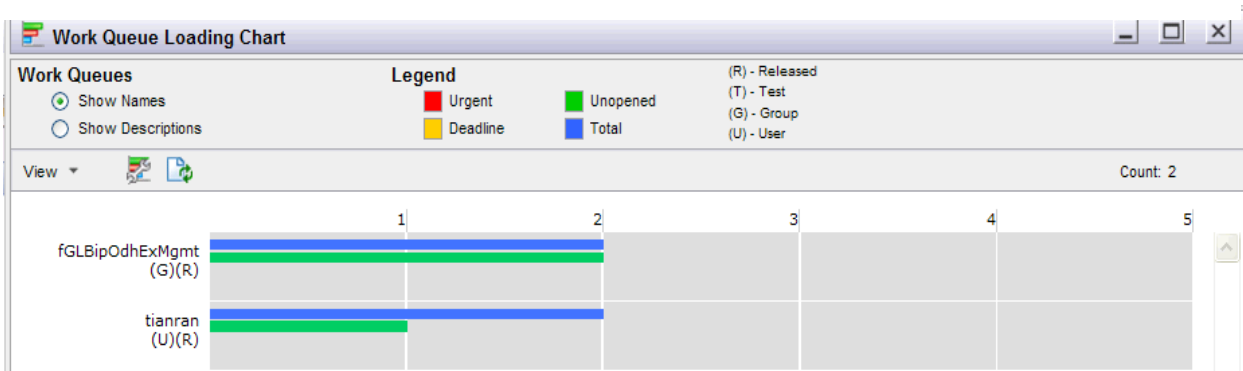 Work Queue Loading Chart
Work Queues
Show Names
Show Descriptions
Legend
Urgent
Unopened
Deadline
Total
(R) - Released
(T) - Test
(G) - Group
(U) - User
View
Count: 2
1 2 3 4 5
fGLBipOdhExMgmt
(G)(R)
tianran
(U)(R)